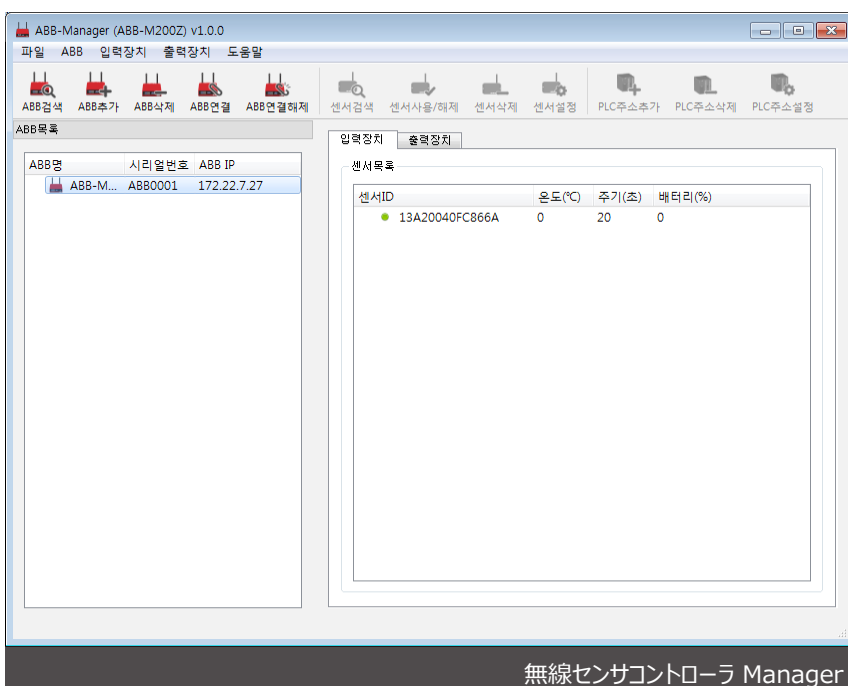 ABB-Manager (ABB-M200Z) v1.0.0
파일 ABB 입력장치 출력장치 도움말
ABB검색 ABB추가 ABB삭제 ABB연결 ABB연결해제 센서검색 센서사용/해제 센서삭제 센서설정 PLC주소추가 PLC주소삭제 PLC주소설정
ABB목록
입력장치 출력장치
ABB명 시리얼번호 ABB IP
ABB-M... ABB0001 172.22.7.27
센서목록
센서ID 온도(℃) 주기(초) 배터리(%)
13A20040FC866A 0 20 0
無線センサコントローラ Manager